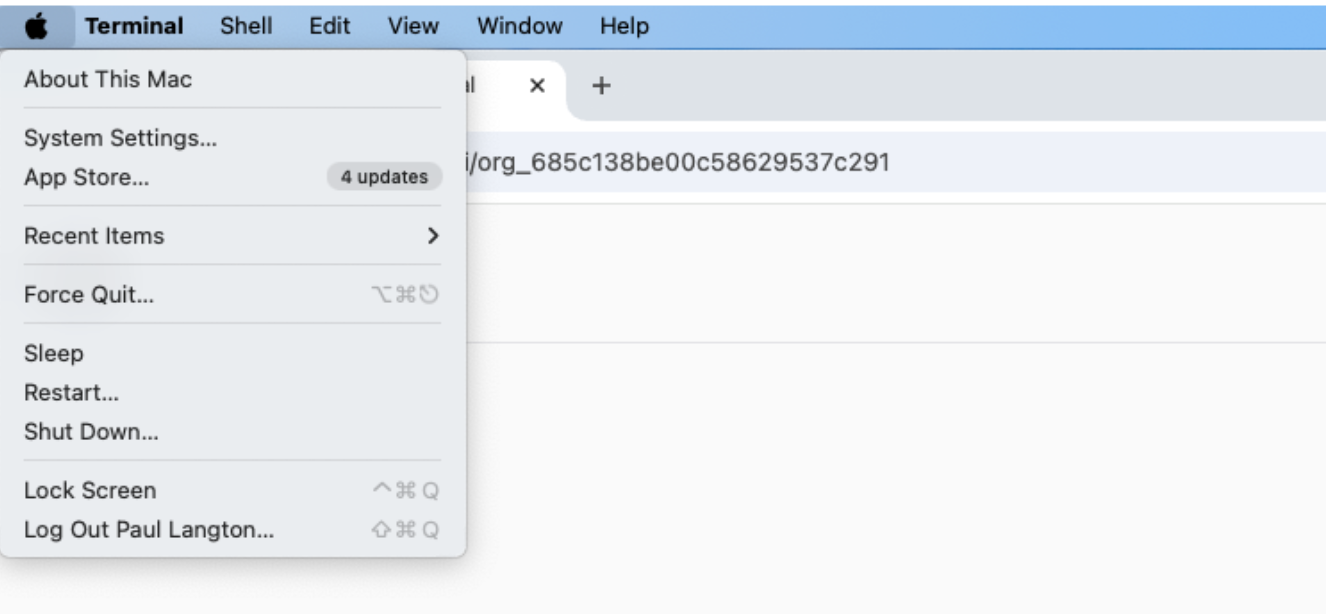 Terminal Shell Edit View Window Help
About This Mac
System Settings...
App Store... 4 updates
Recent Items
Force Quit... ⌥⌘⎋
Sleep
Restart...
Shut Down...
Lock Screen ^⌘Q
Log Out Paul Langton... ⇧⌘Q
al × +
i/org_685c138be00c58629537c291